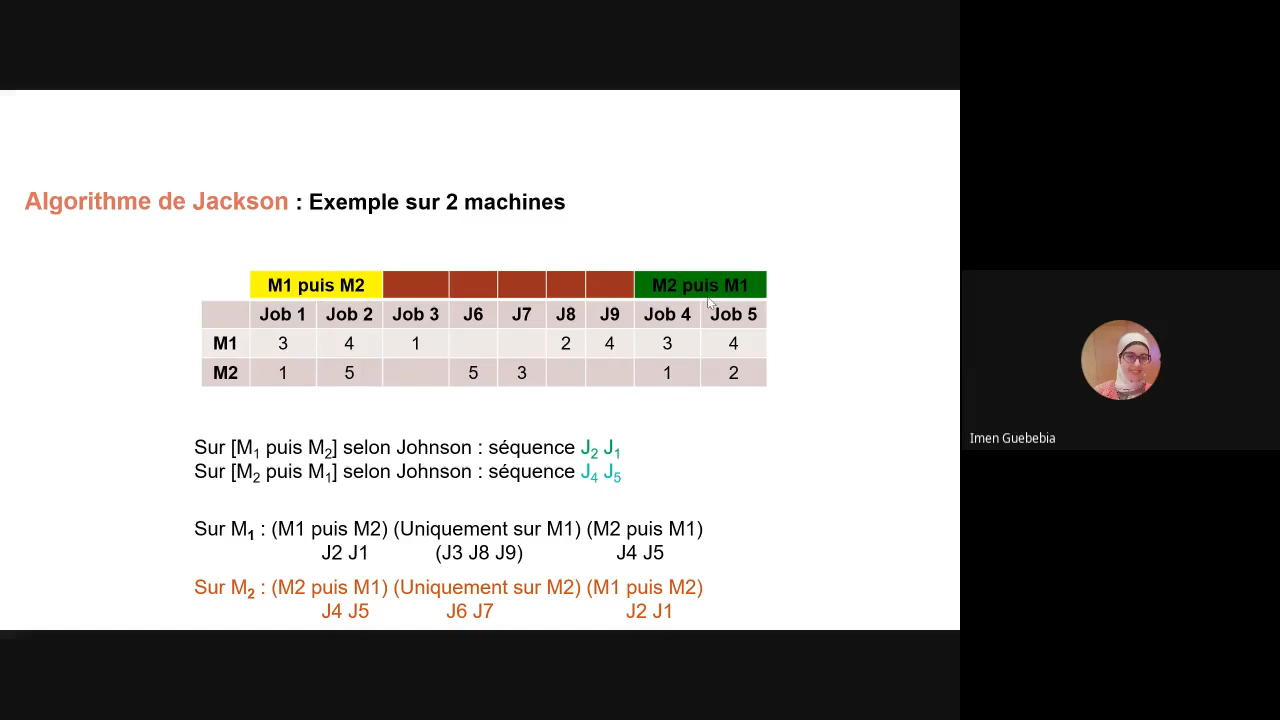 Algorithme de Jackson : Exemple sur 2 machines
M1 puis M2 M2 puis M1
Job 1 Job 2 Job 3 J6 J7 J8 J9 Job 4 Job 5
M1 3 4 1 2 4 3 4
M2 1 5 5 3 1 2
Sur [M1 puis M2] selon Johnson : séquence J2 J1
Sur [M2 puis M1] selon Johnson : séquence J4 J5
Sur M1 : (M1 puis M2) (Uniquement sur M1) (M2 puis M1)
J2 J1 (J3 J8 J9) J4 J5
Sur M2 : (M2 puis M1) (Uniquement sur M2) (M1 puis M2)
J4 J5 J6 J7 J2 J1
Imen Guebebia